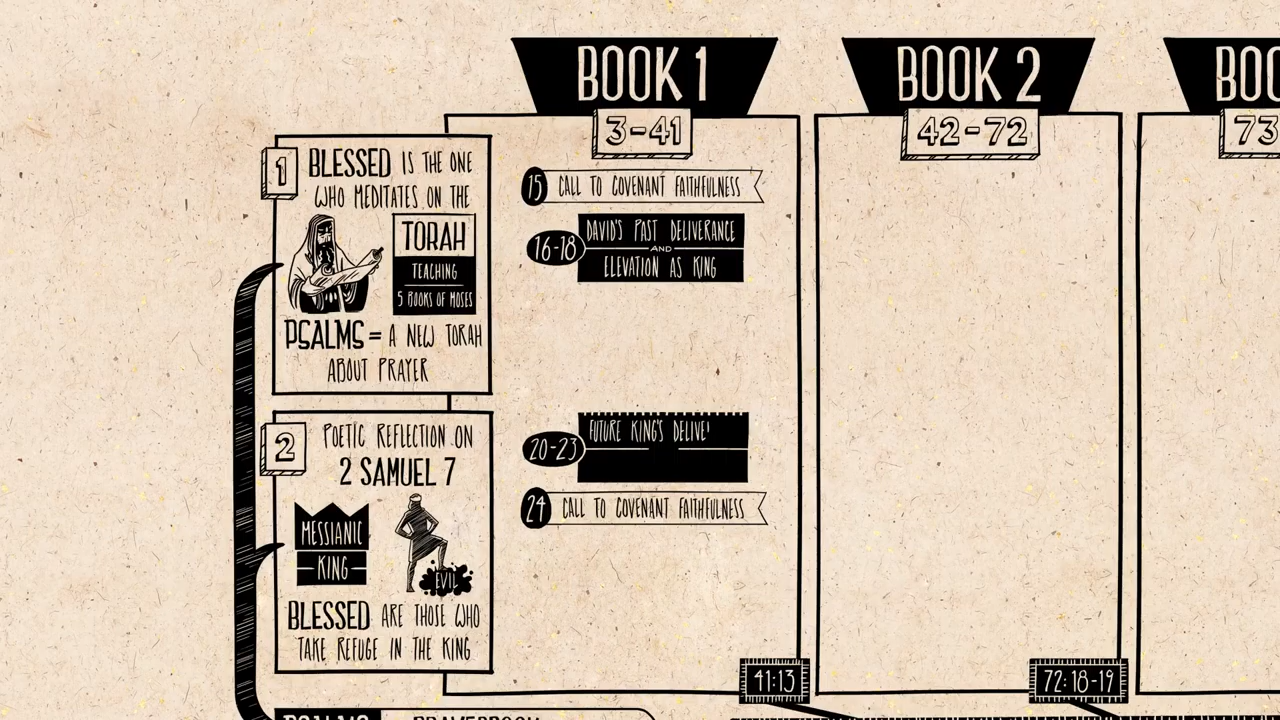 BOOK 1
3-41
BOOK 2
42-72
BOO
73
1
BLESSED IS THE ONE
WHO MEDITATES ON THE
TORAH
TEACHING
5 BOOKS OF MOSES
PSALMS = A NEW TORAH
ABOUT PRAYER
2
POETIC REFLECTION ON
2 SAMUEL 7
MESSIANIC
KING
EVIL
BLESSED ARE THOSE WHO
TAKE REFUGE IN THE KING
15 CALL TO COVENANT FAITHFULNESS
16-18
DAVID'S PAST DELIVERANCE
AND
ELEVATION AS KING
20-23
FUTURE KING'S DELIVE
24 CALL TO COVENANT FAITHFULNESS
41:13
72:18-19